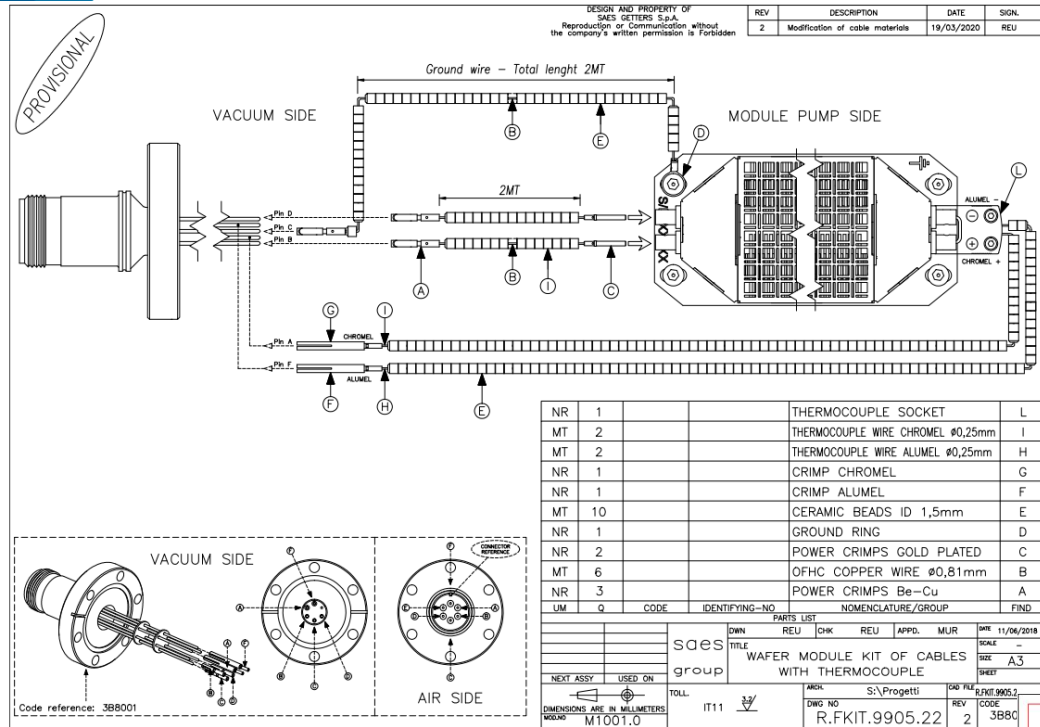 DESIGN AND PROPERTY OF
SAES GETTERS S.p.A.
Reproduction or Communication without
the company's written permission is Forbidden
REV DESCRIPTION DATE SIGN.
2 Modification of cable materials 19/03/2020 REU
PROVISIONAL
Ground wire - Total lenght 2MT
VACUUM SIDE
MODULE PUMP SIDE
B
E
D
L
2MT
ALUMEL -
Pin D
Pin C
Pin B
CHROMEL +
A
B
I
C
G
I
CHROMEL
Pin A
Pin F
ALUMEL
F
H
E
NR 1 THERMOCOUPLE SOCKET L
MT 2 THERMOCOUPLE WIRE CHROMEL ø0,25mm I
MT 2 THERMOCOUPLE WIRE ALUMEL ø0,25mm H
NR 1 CRIMP CHROMEL G
NR 1 CRIMP ALUMEL F
MT 10 CERAMIC BEADS ID 1,5mm E
NR 1 GROUND RING D
NR 2 POWER CRIMPS GOLD PLATED C
MT 6 OFHC COPPER WIRE ø0,81mm B
NR 3 POWER CRIMPS Be-Cu A
UM Q CODE IDENTIFYING-NO NOMENCLATURE/GROUP FIND
PARTS LIST
VACUUM SIDE
F
A
B
C
D
A
F
B
C
D
CONNECTOR
REFERENCE
F
E
A
D
B
C
AIR SIDE
Code reference: 3B8001
DWN REU CHK REU APPD. MUR DATE 11/06/2018
saes
group
TITLE
WAFER MODULE KIT OF CABLES
WITH THERMOCOUPLE
SCALE -
SIZE A3
SHEET
NEXT ASSY USED ON
DIMENSIONS ARE IN MILLIMETERS
MOD.NO M1001.0
TOLL. IT11 3.2/
ARCH. S:\Progetti
CAD FILE R.FKIT.9905.2
DWG NO R.FKIT.9905.22
REV 2
CODE 3B80